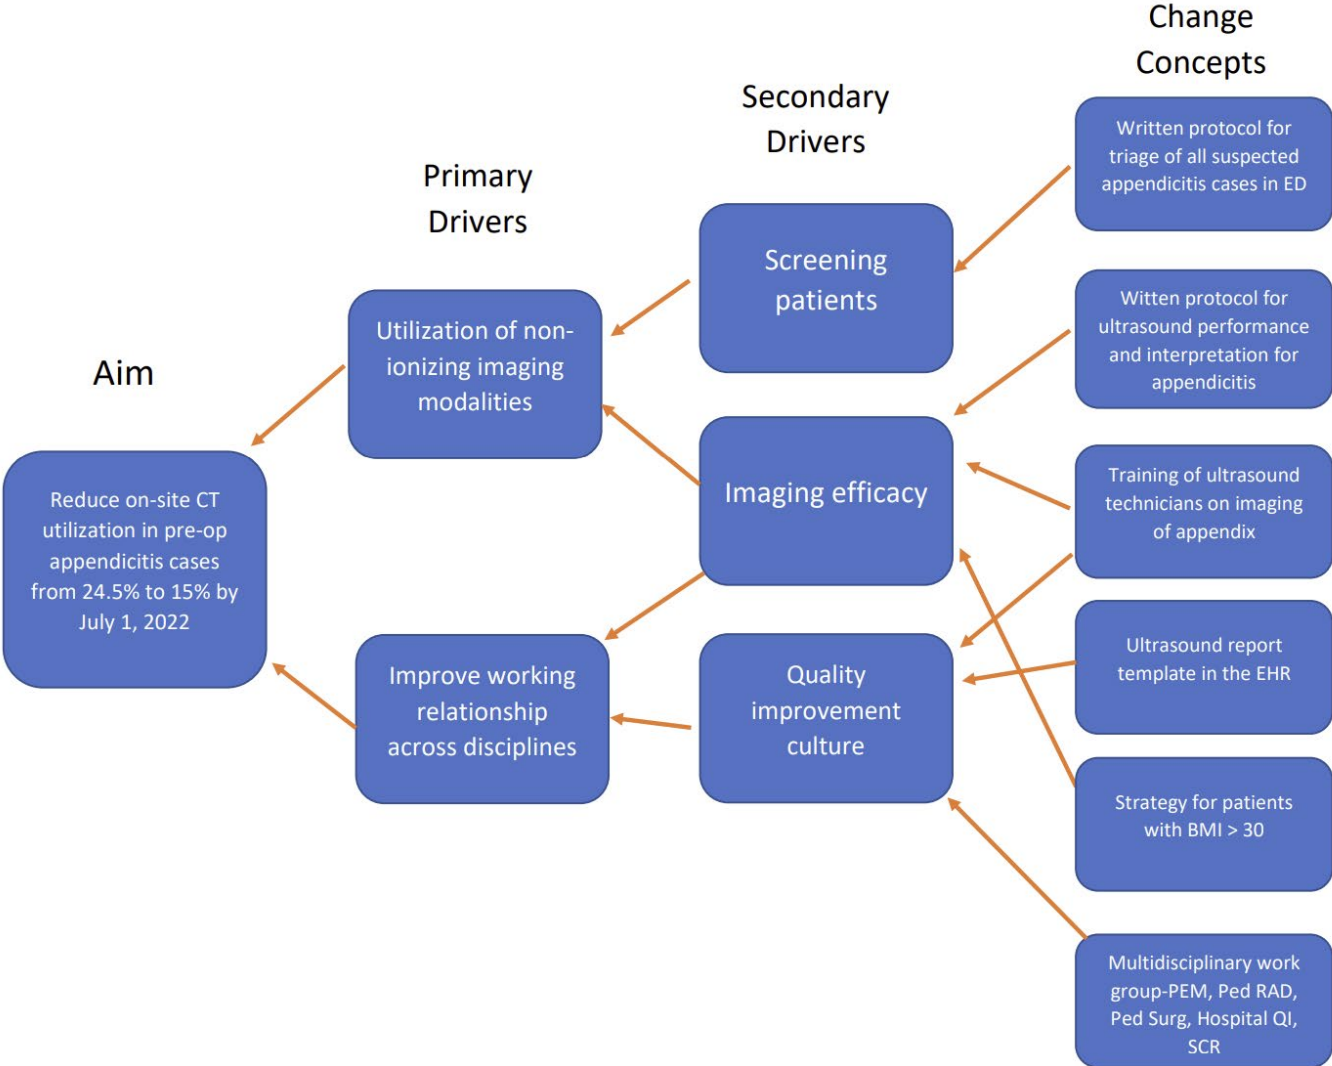 Aim
Reduce on-site CT
utilization in pre-op
appendicitis cases
from 24.5% to 15% by
July 1, 2022
Primary
Drivers
Utilization of non-
ionizing imaging
modalities
Improve working
relationship
across disciplines
Secondary
Drivers
Screening
patients
Imaging efficacy
Quality
improvement
culture
Change
Concepts
Written protocol for
triage of all suspected
appendicitis cases in ED
Witten protocol for
ultrasound performance
and interpretation for
appendicitis
Training of ultrasound
technicians on imaging
of appendix
Ultrasound report
template in the EHR
Strategy for patients
with BMI > 30
Multidisciplinary work
group-PEM, Ped RAD,
Ped Surg, Hospital QI,
SCR